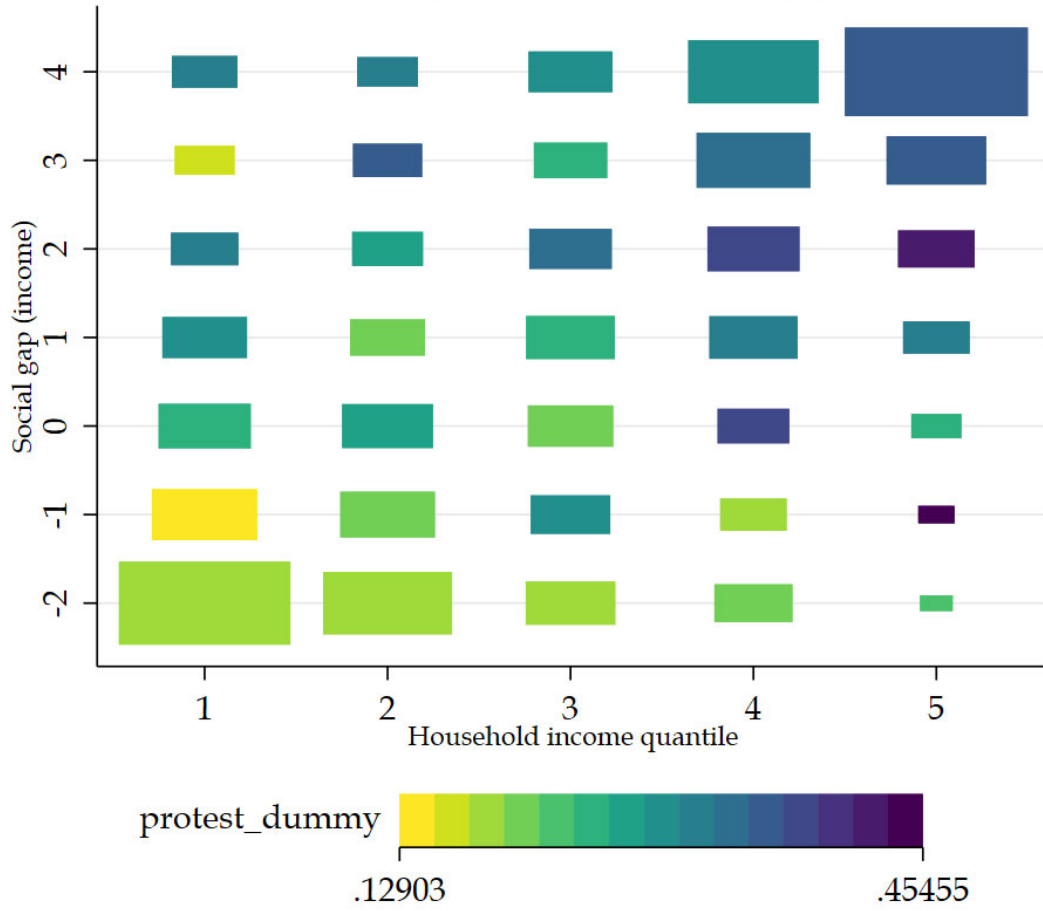 Social gap (income)
4
3
2
1
0
-1
-2
1 2 3 4 5
Household income quantile
protest_dummy
.12903 .45455